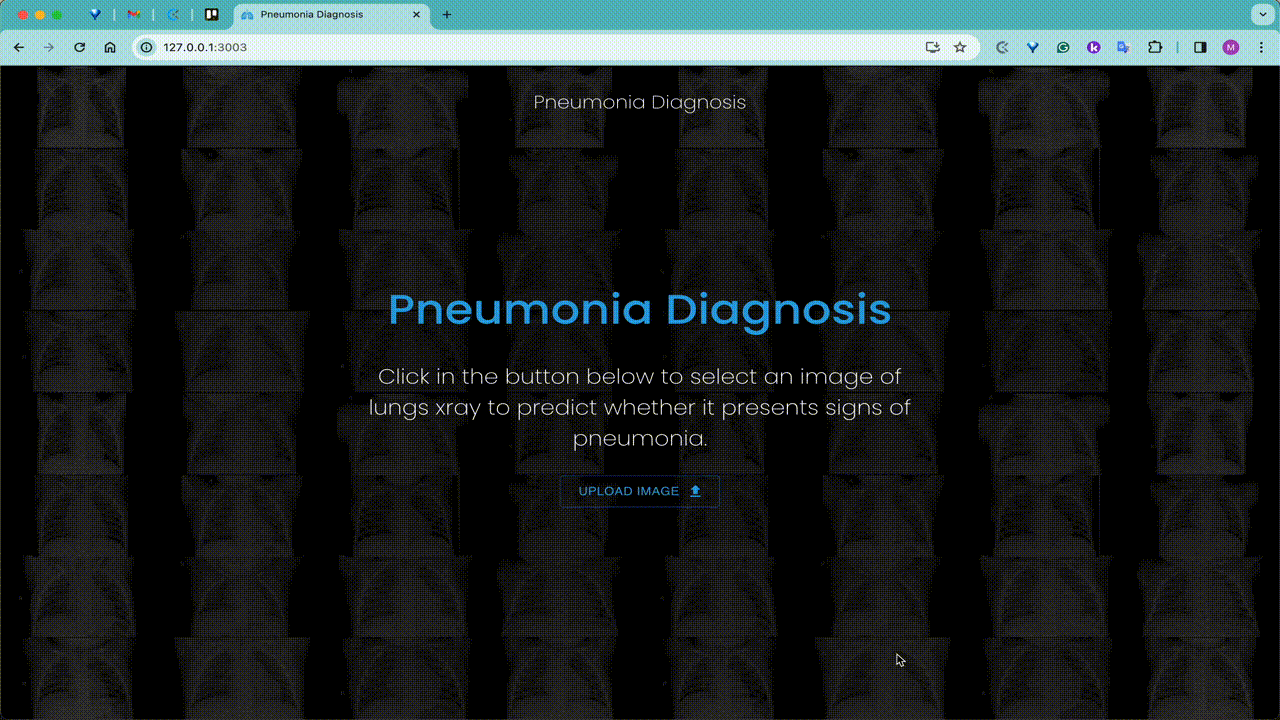 Pneumonia Diagnosis
127.0.0.1:3003
M
Pneumonia Diagnosis
Pneumonia Diagnosis
Click in the button below to select an image of
lungs xray to predict whether it presents signs of
pneumonia.
UPLOAD IMAGE